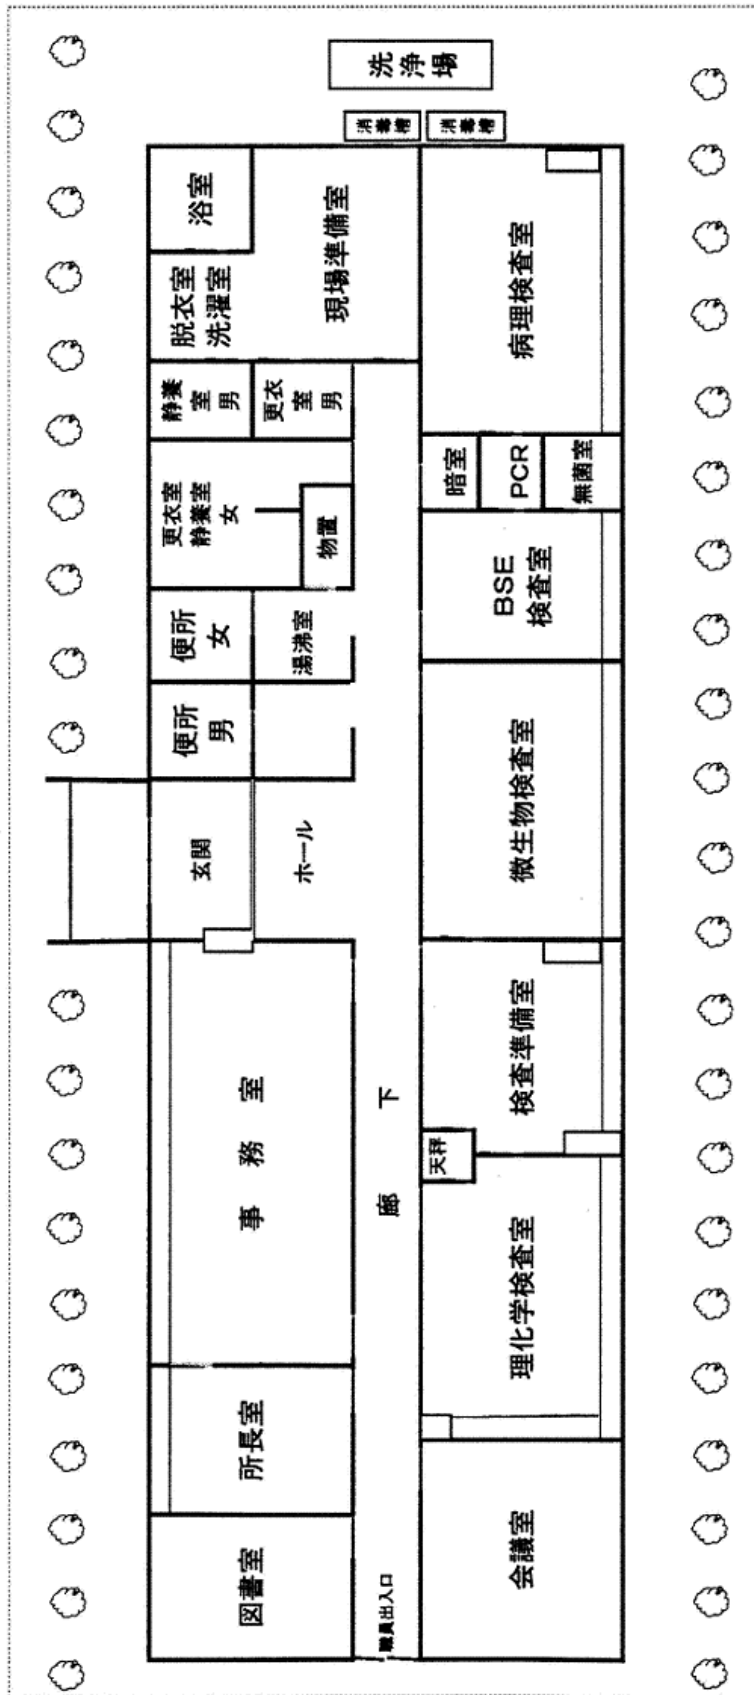 洗浄場
消毒槽
消毒槽
浴室
脱衣室
洗濯室
現場準備室
病理検査室
静養
室
男
更衣
室
男
暗室
PCR
無菌室
更衣室
静養室
女
物置
BSE
検査室
便所
女
湯沸室
便所
男
微生物検査室
玄関
ホール
事務室
廊下
検査準備室
天秤
理化学検査室
所長室
図書室
職員出入口
会議室